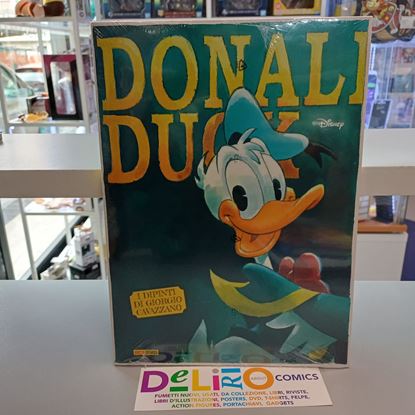 DONALD
DUCK
©Disney
I DIPINTI
DI GIORGIO
CAVAZZANO
DELIRIO
COMICS
FUMETTI NUOVI, USATI, DA COLLEZIONE, LIBRI, RIVISTE,
LIBRI D'ILLUSTRAZIONI, POSTERS, DVD, T-SHIRTS, FELPE,
ACTION FIGURES, PORTACHIAVI, GADGETS